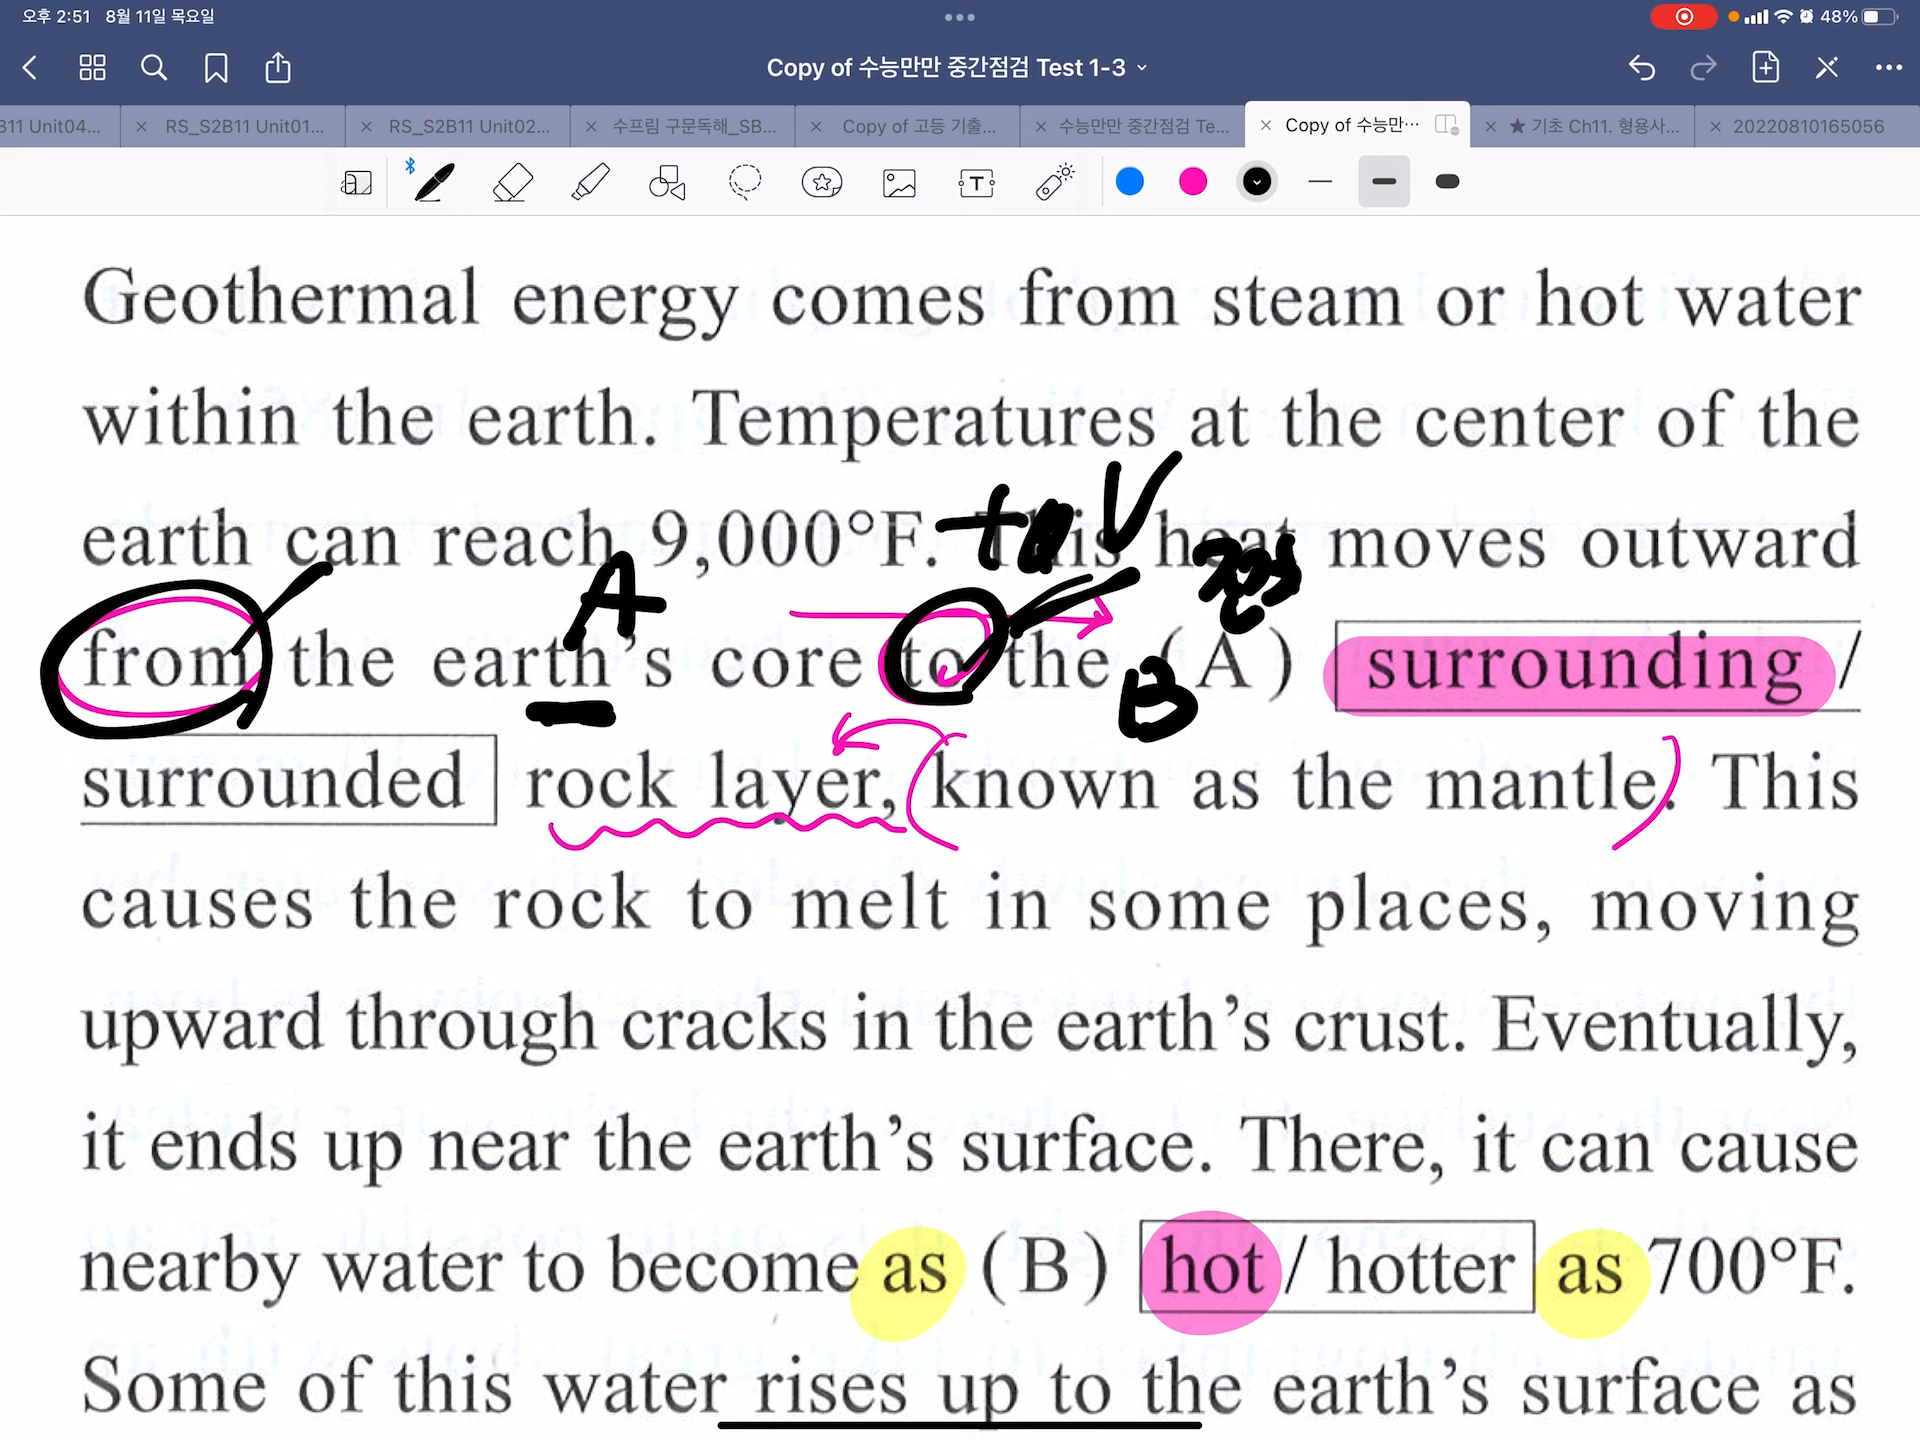 오후 2:51 8월 11일 목요일
48%
Copy of 수능만만 중간점검 Test 1-3
311 Unit04... RS_S2B11 Unit01... RS_S2B11 Unit02... 수프림 구문독해_SB... Copy of 고등 기출... 수능만만 중간점검 Te... Copy of 수능만... ★ 기초 Ch11. 형용사... 20220810165056
Geothermal energy comes from steam or hot water
within the earth. Temperatures at the center of the
earth can reach 9,000°F. This heat moves outward
to V
A
B
from the earth's core to the (A) surrounding /
surrounded rock layer, known as the mantle. This
causes the rock to melt in some places, moving
upward through cracks in the earth's crust. Eventually,
it ends up near the earth's surface. There, it can cause
nearby water to become as (B) hot / hotter as 700°F.
Some of this water rises up to the earth's surface as